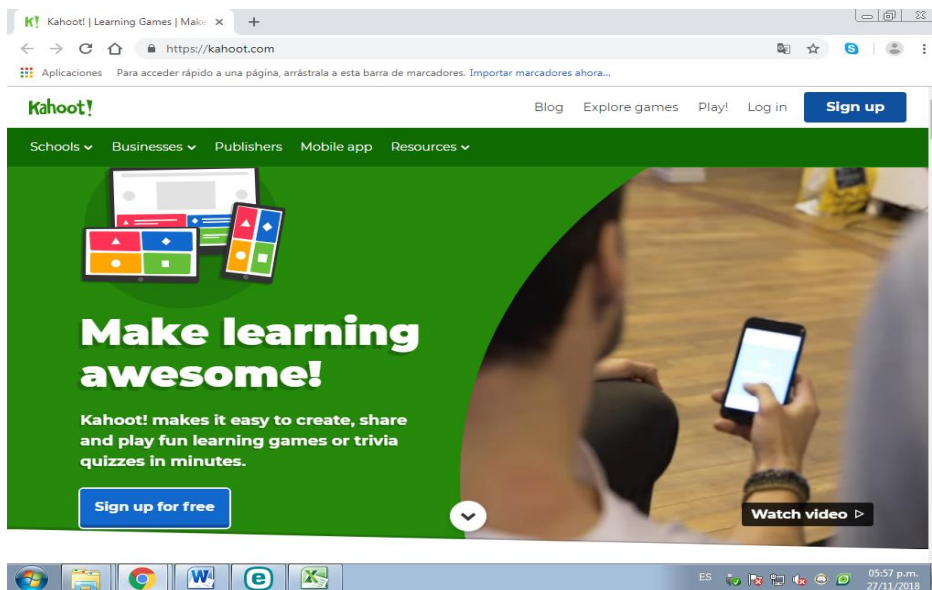 Kahoot! | Learning Games | Make
https://kahoot.com
Aplicaciones Para acceder rápido a una página, arrástrala a esta barra de marcadores. Importar marcadores ahora...
Kahoot! Blog Explore games Play! Log in Sign up
Schools Businesses Publishers Mobile app Resources
Make learning
awesome!
Kahoot! makes it easy to create, share
and play fun learning games or trivia
quizzes in minutes.
Sign up for free
Watch video
ES 05:57 p.m.
27/11/2018